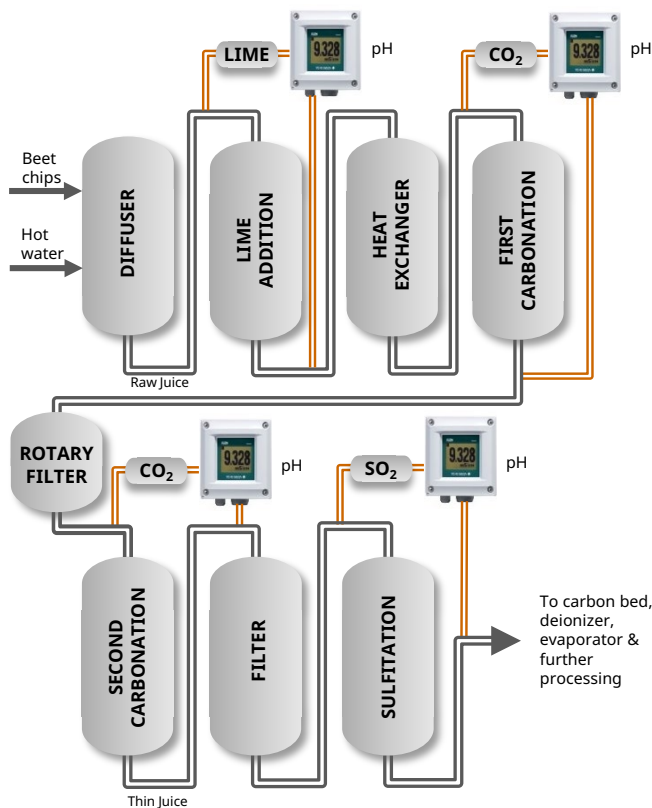 LIME
9.328
pH
CO₂
9.328
pH
Beet
chips
Hot
water
DIFFUSER
LIME
ADDITION
HEAT
EXCHANGER
FIRST
CARBONATION
Raw Juice
ROTARY
FILTER
CO₂
9.328
pH
SO₂
9.328
pH
SECOND
CARBONATION
FILTER
SULFITATION
To carbon bed,
deionizer,
evaporator &
further
processing
Thin Juice